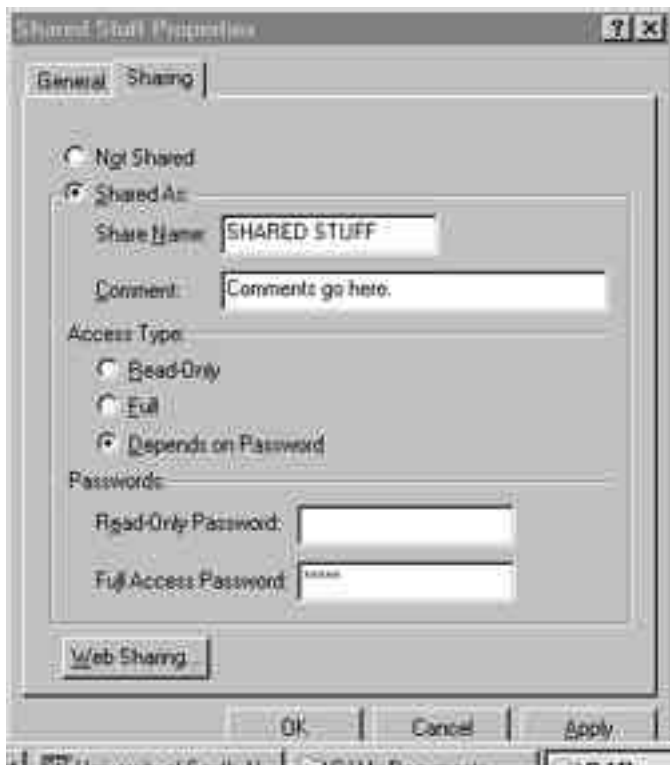 Shared Stuff Properties
General Sharing
Not Shared
Shared As:
Share Name: SHARED STUFF
Comment: Comments go here.
Access Type:
Read-Only
Full
Depends on Password
Passwords:
Read-Only Password:
Full Access Password: *****
Web Sharing...
OK Cancel Apply